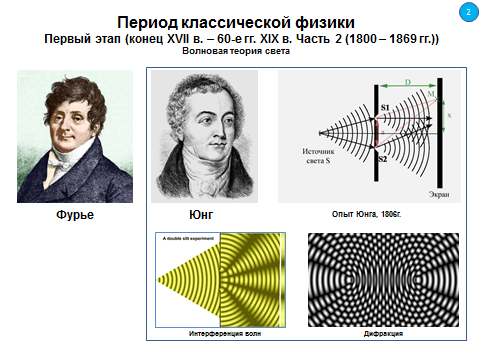 2
Период классической физики
Первый этап (конец XVII в. – 60-е гг. XIX в. Часть 2 (1800 – 1869 гг.))
Волновая теория света
D
M
S1
x
a
Источник
света S
S2
Экран
Фурье
Юнг
Опыт Юнга, 1806г.
A double slit experiment
Интерференция волн
Дифракция